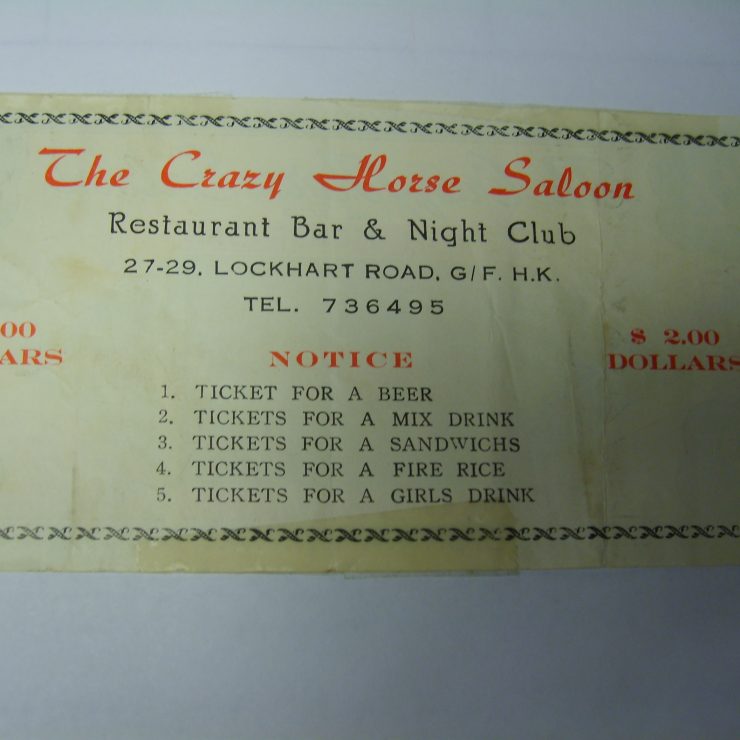 The Crazy Horse Saloon
Restaurant Bar & Night Club
27-29, LOCKHART ROAD, G/F. H.K.
TEL. 736495
00
ARS
$ 2.00
DOLLARS
NOTICE
1. TICKET FOR A BEER
2. TICKETS FOR A MIX DRINK
3. TICKETS FOR A SANDWICHS
4. TICKETS FOR A FIRE RICE
5. TICKETS FOR A GIRLS DRINK